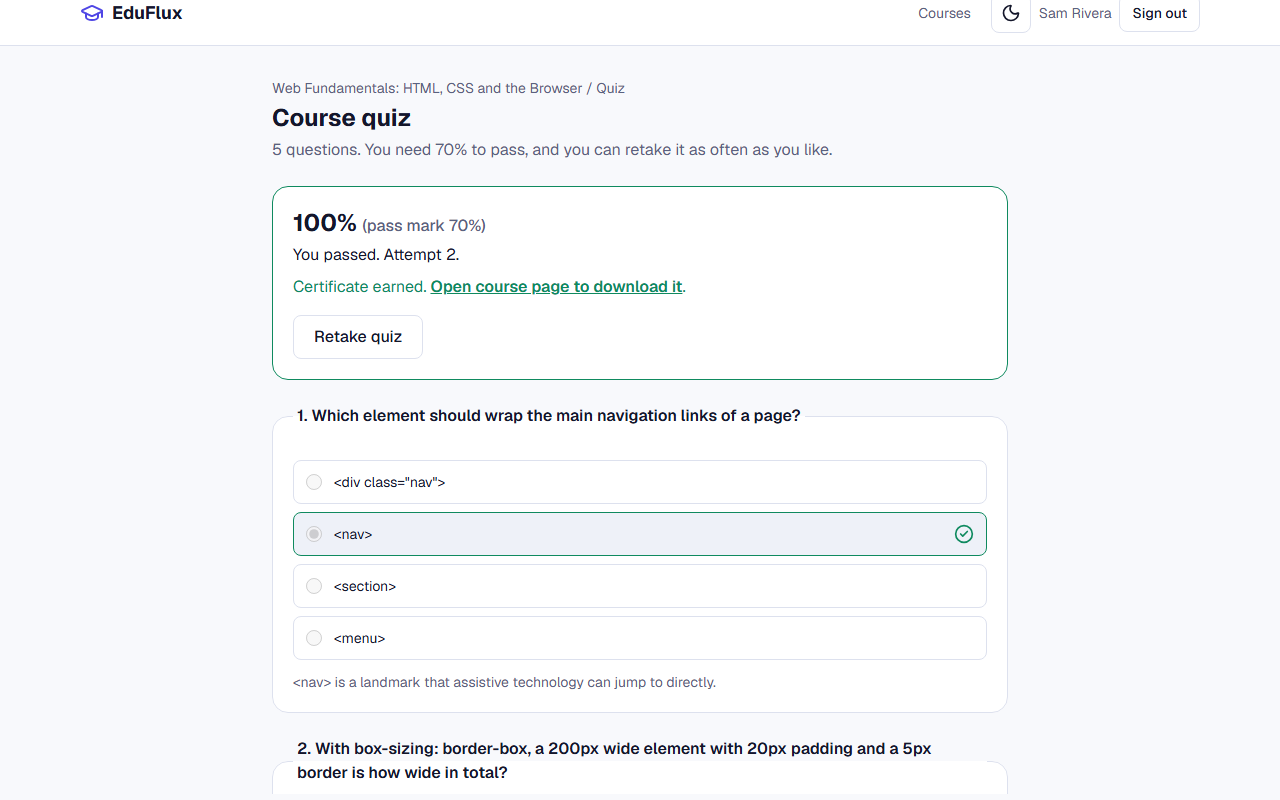 EduFlux
Courses
Sam Rivera
Sign out
Web Fundamentals: HTML, CSS and the Browser / Quiz
Course quiz
5 questions. You need 70% to pass, and you can retake it as often as you like.
100% (pass mark 70%)
You passed. Attempt 2.
Certificate earned. Open course page to download it.
Retake quiz
1. Which element should wrap the main navigation links of a page?
<div class="nav">
<nav>
<section>
<menu>
<nav> is a landmark that assistive technology can jump to directly.
2. With box-sizing: border-box, a 200px wide element with 20px padding and a 5px
border is how wide in total?